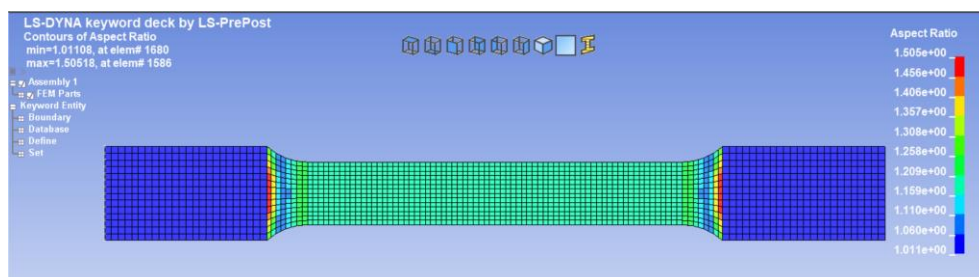 LS-DYNA keyword deck by LS-PrePost
Contours of Aspect Ratio
min=1.01108, at elem# 1680
max=1.50518, at elem# 1586
Assembly 1
FEM Parts
Keyword Entity
Boundary
Database
Define
Set
Aspect Ratio
1.505e+00
1.456e+00
1.406e+00
1.357e+00
1.308e+00
1.258e+00
1.209e+00
1.159e+00
1.110e+00
1.060e+00
1.011e+00